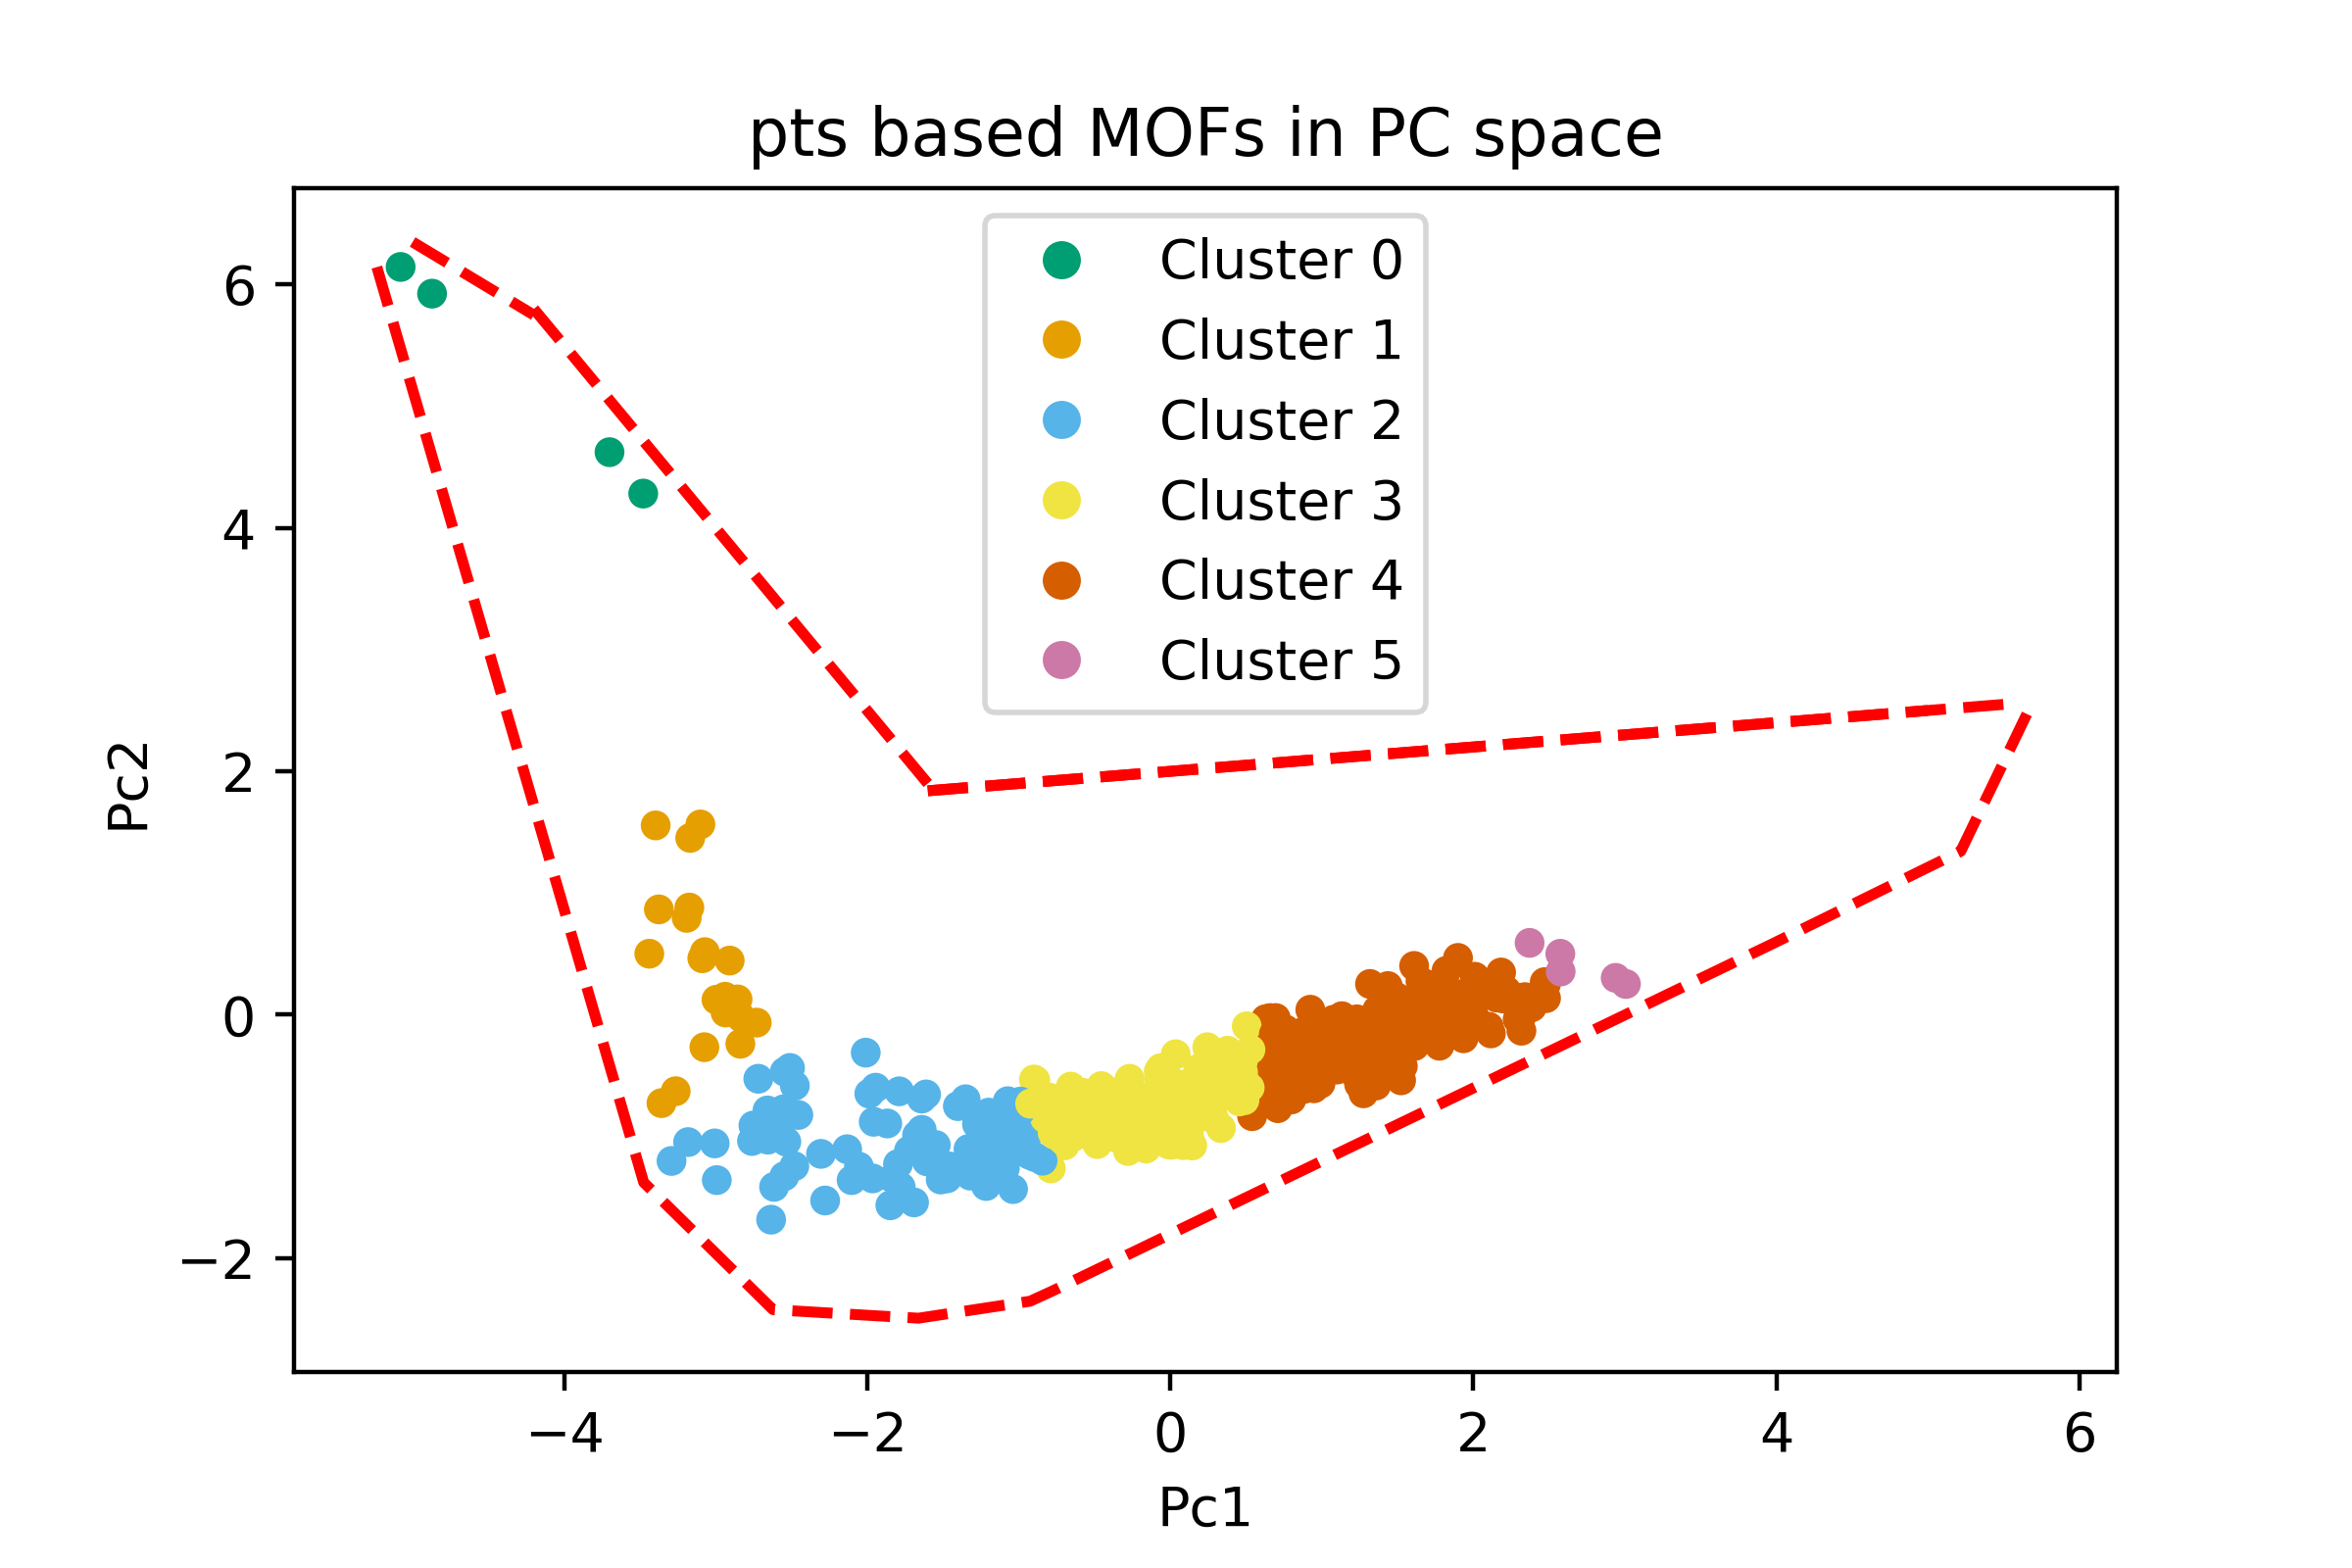 pts based MOFs in PC space
Cluster 0
Cluster 1
Cluster 2
Cluster 3
Cluster 4
Cluster 5
Pc2
6
4
2
0
−2
−4
−2
0
2
4
6
Pc1